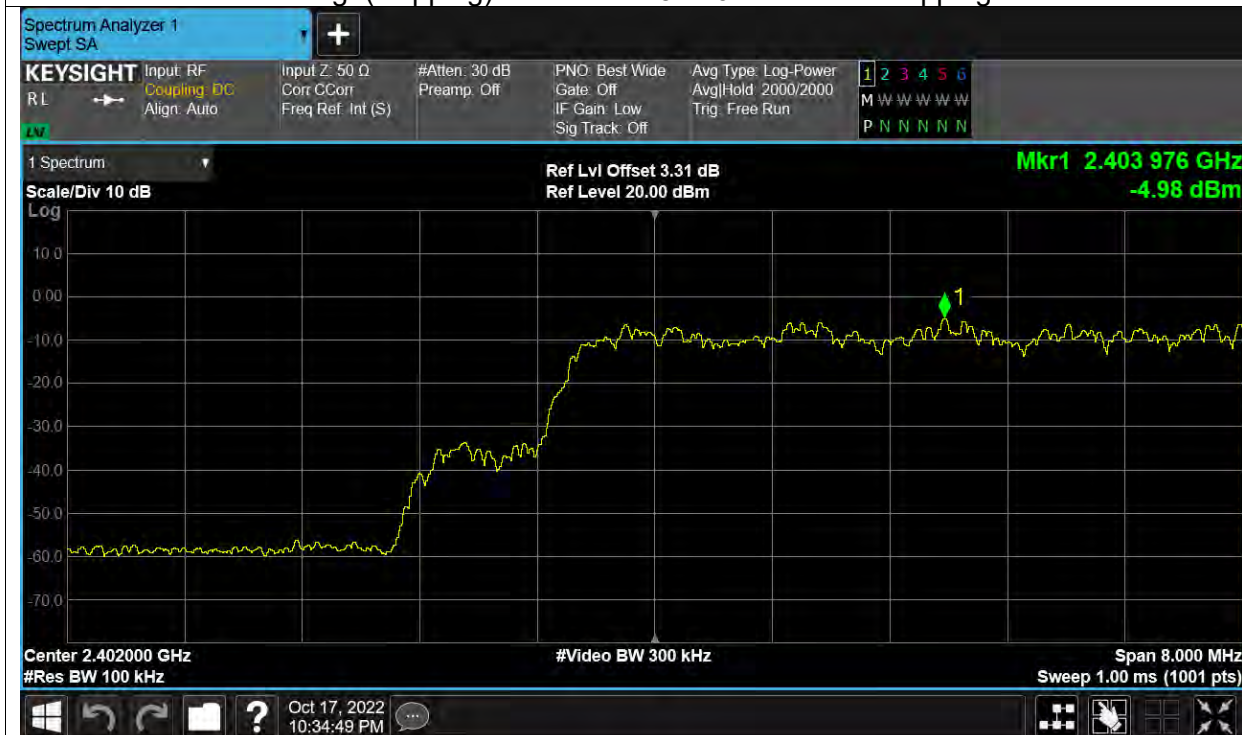 Spectrum Analyzer 1
Swept SA
+
KEYSIGHT
RL
Input: RF
Coupling: DC
Align: Auto
Input Z: 50 Ω
Corr CCorr
Freq Ref: Int (S)
#Atten: 30 dB
Preamp: Off
PNO: Best Wide
Gate: Off
IF Gain: Low
Sig Track: Off
Avg Type: Log-Power
Avg|Hold: 2000/2000
Trig: Free Run
1 2 3 4 5 6
M W W W W W W
P N N N N N N
1 Spectrum
Scale/Div 10 dB
Log
Ref Lvl Offset 3.31 dB
Ref Level 20.00 dBm
Mkr1 2.403 976 GHz
-4.98 dBm
10.0
0.00
-10.0
-20.0
-30.0
-40.0
-50.0
-60.0
-70.0
1
Center 2.402000 GHz
#Res BW 100 kHz
#Video BW 300 kHz
Span 8.000 MHz
Sweep 1.00 ms (1001 pts)
?
Oct 17, 2022
10:34:49 PM